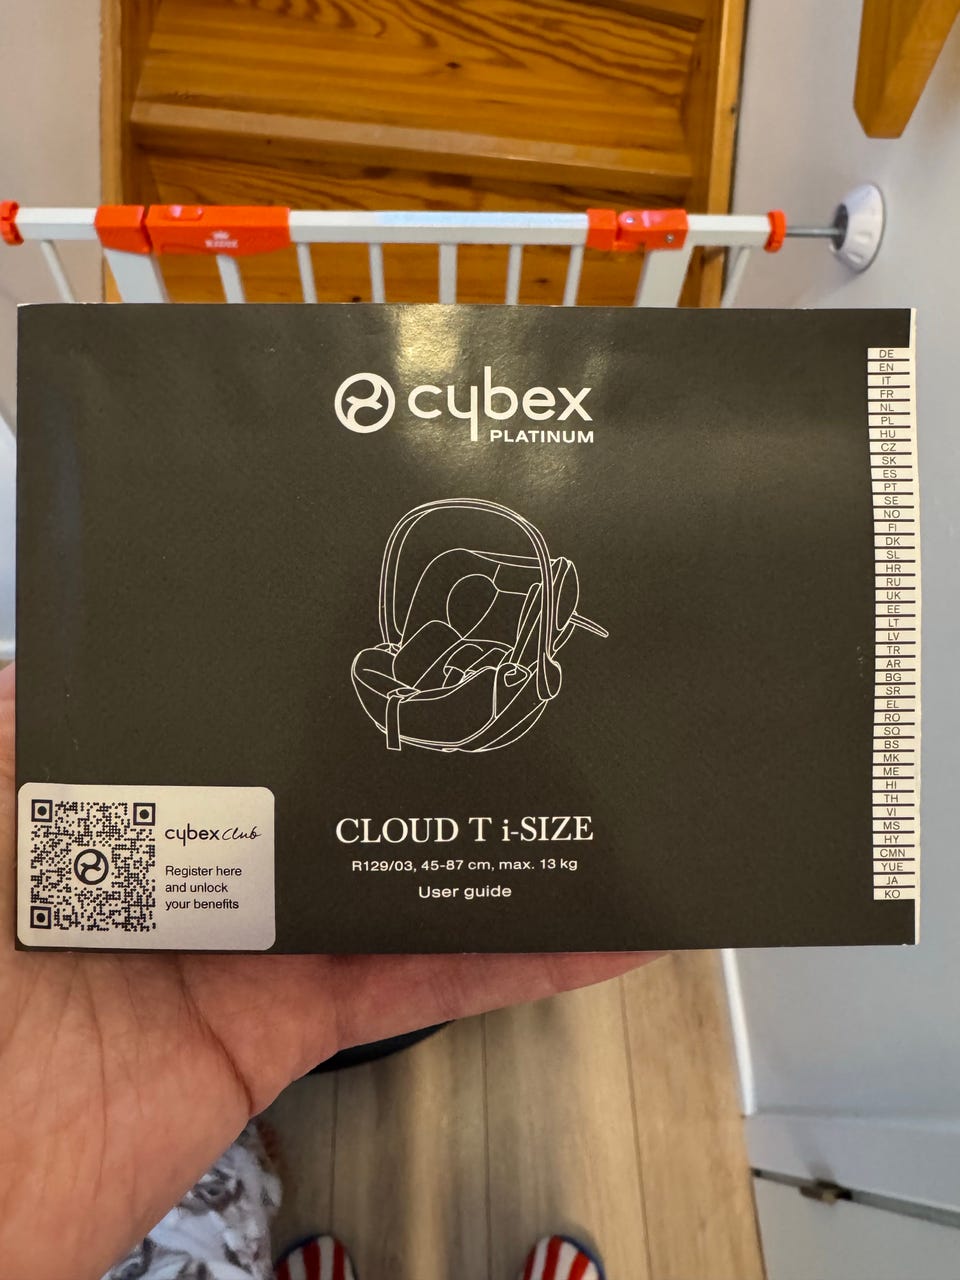 cybex
PLATINUM
DE
EN
IT
FR
NL
PL
HU
CZ
SK
ES
PT
SE
NO
FI
DK
SL
HR
RU
UK
EE
LT
LV
TR
AR
BG
SR
EL
RO
SQ
BS
MK
ME
HI
TH
VI
MS
HY
CMN
YUE
JA
KO
CLOUD T i-SIZE
R129/03, 45-87 cm, max. 13 kg
User guide
cybex Club
Register here
and unlock
your benefits